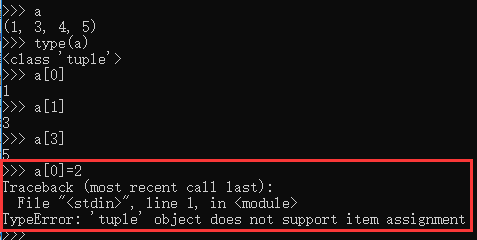 >>> a
(1, 3, 4, 5)
>>> type(a)
<class 'tuple'>
>>> a[0]
1
>>> a[1]
3
>>> a[3]
5
>>> a[0]=2
Traceback (most recent call last):
  File "<stdin>", line 1, in <module>
TypeError: 'tuple' object does not support item assignment
>>>